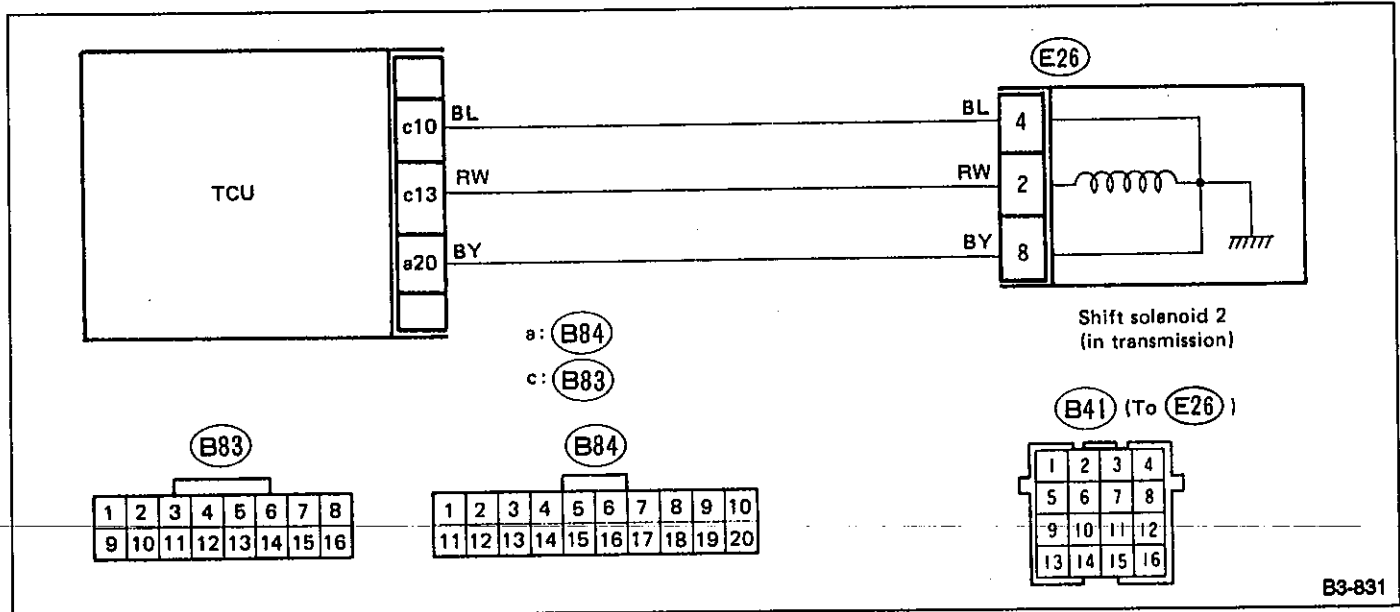 E26
TCU
c10 BL BL 4
c13 RW RW 2
a20 BY BY 8
Shift solenoid 2
(in transmission)
a: B84
c: B83
B41 (To E26)
B83
B84
1 2 3 4 5 6 7 8
9 10 11 12 13 14 15 16
1 2 3 4 5 6 7 8 9 10
11 12 13 14 15 16 17 18 19 20
1 2 3 4
5 6 7 8
9 10 11 12
13 14 15 16
B3-831